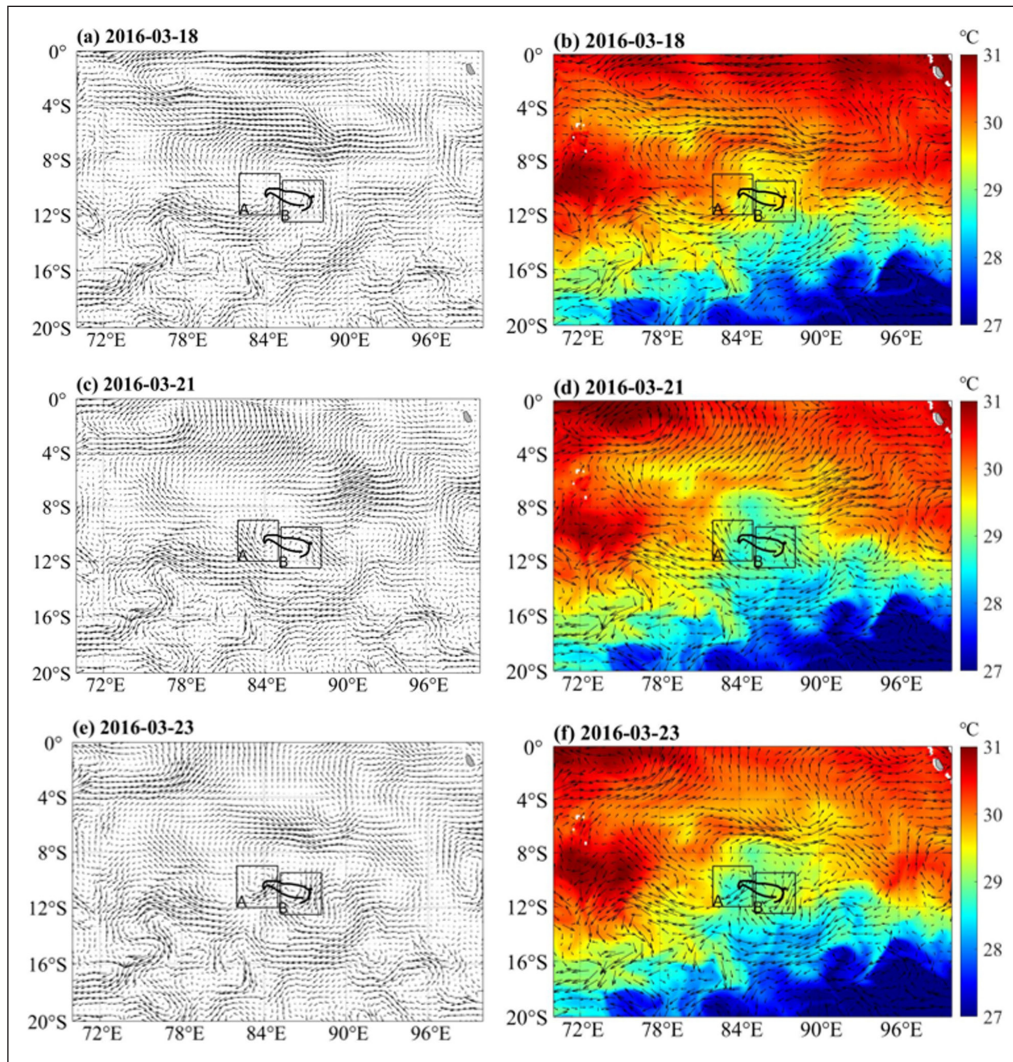 (a) 2016-03-18
0°
4°S
8°S
12°S
16°S
20°S
72°E 78°E 84°E 90°E 96°E
A
B
(b) 2016-03-18
°C
0°
4°S
8°S
12°S
16°S
20°S
72°E 78°E 84°E 90°E 96°E
A
B
31
30
29
28
27
(c) 2016-03-21
0°
4°S
8°S
12°S
16°S
20°S
72°E 78°E 84°E 90°E 96°E
A
B
(d) 2016-03-21
°C
0°
4°S
8°S
12°S
16°S
20°S
72°E 78°E 84°E 90°E 96°E
A
B
31
30
29
28
27
(e) 2016-03-23
0°
4°S
8°S
12°S
16°S
20°S
72°E 78°E 84°E 90°E 96°E
A
B
(f) 2016-03-23
°C
0°
4°S
8°S
12°S
16°S
20°S
72°E 78°E 84°E 90°E 96°E
A
B
31
30
29
28
27